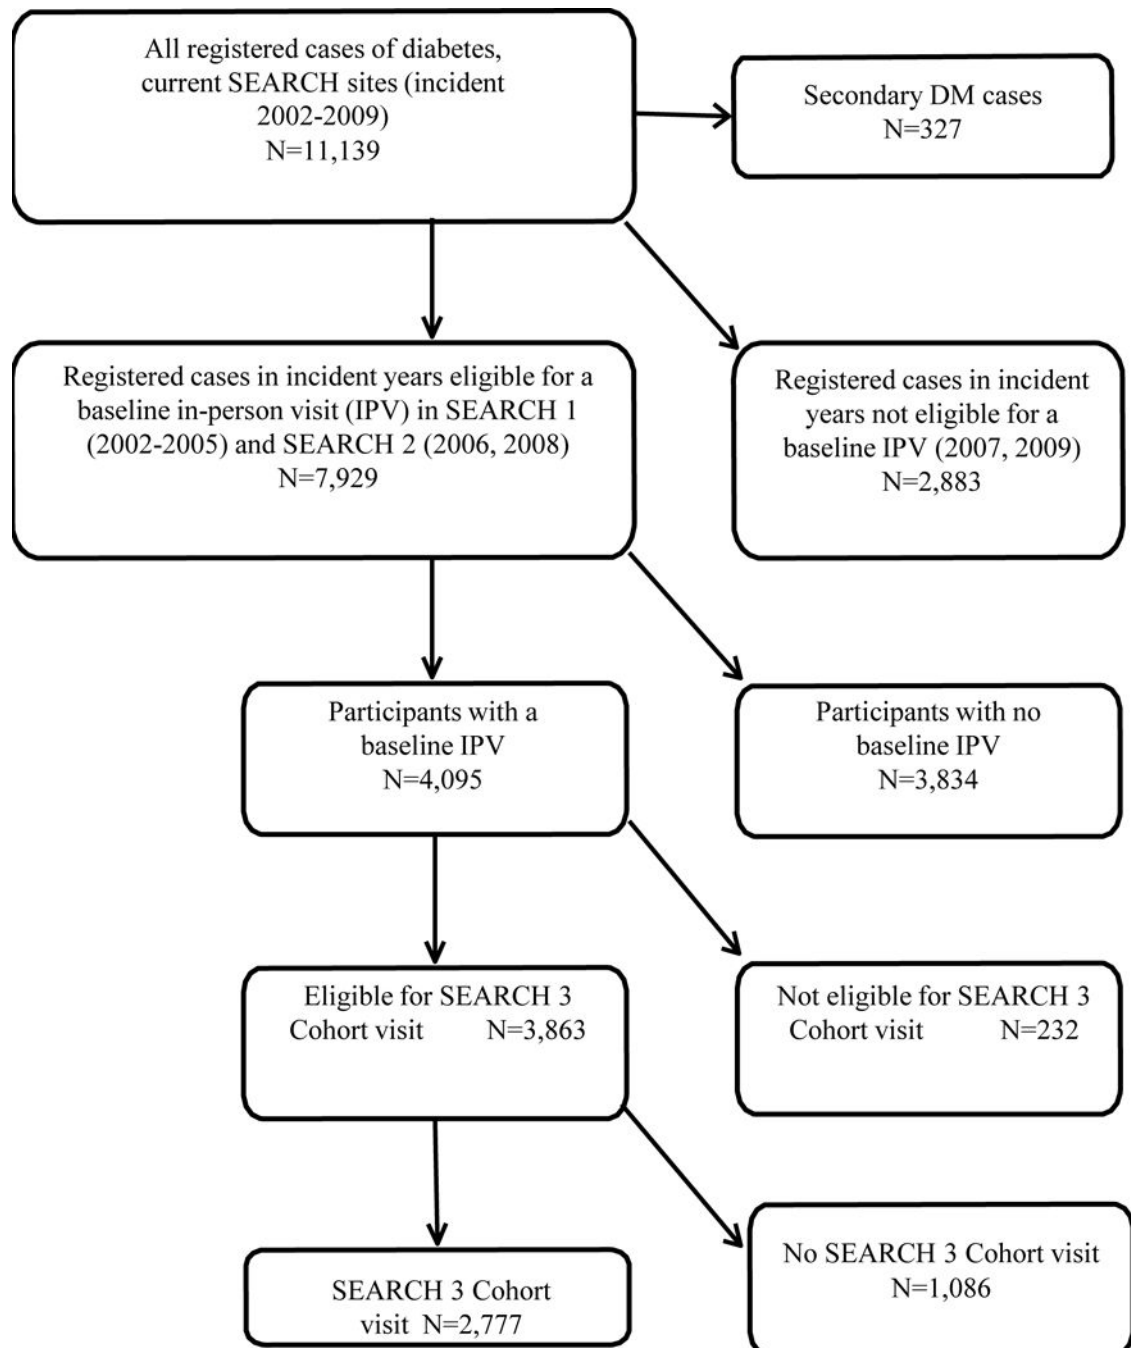 All registered cases of diabetes,
current SEARCH sites (incident
2002-2009)
N=11,139
Secondary DM cases
N=327
Registered cases in incident years eligible for a
baseline in-person visit (IPV) in SEARCH 1
(2002-2005) and SEARCH 2 (2006, 2008)
N=7,929
Registered cases in incident
years not eligible for a
baseline IPV (2007, 2009)
N=2,883
Participants with a
baseline IPV
N=4,095
Participants with no
baseline IPV
N=3,834
Eligible for SEARCH 3
Cohort visit N=3,863
Not eligible for SEARCH 3
Cohort visit N=232
SEARCH 3 Cohort
visit N=2,777
No SEARCH 3 Cohort visit
N=1,086